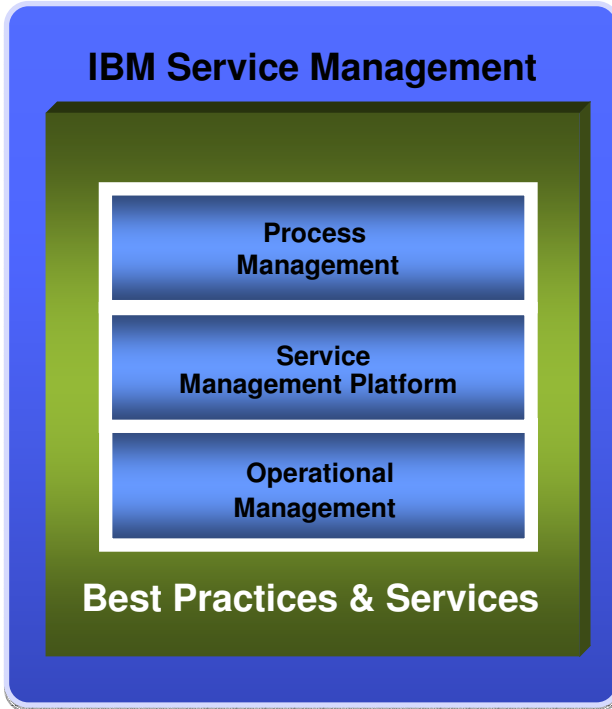 IBM Service Management
Process
Management
Service
Management Platform
Operational
Management
Best Practices & Services